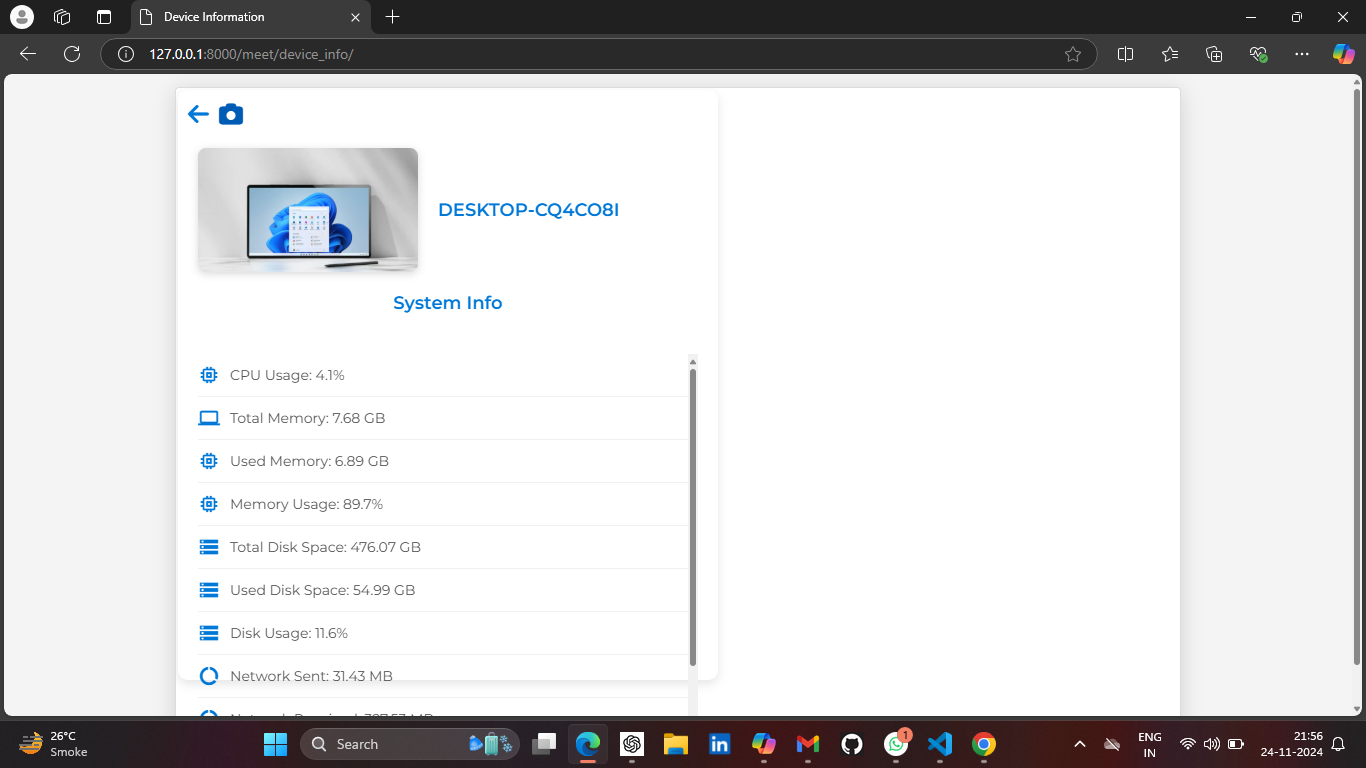 Device Information
127.0.0.1:8000/meet/device_info/
DESKTOP-CQ4CO8I
System Info
CPU Usage: 4.1%
Total Memory: 7.68 GB
Used Memory: 6.89 GB
Memory Usage: 89.7%
Total Disk Space: 476.07 GB
Used Disk Space: 54.99 GB
Disk Usage: 11.6%
Network Sent: 31.43 MB
26°C
Smoke
Search
in
1
ENG
IN
21:56
24-11-2024